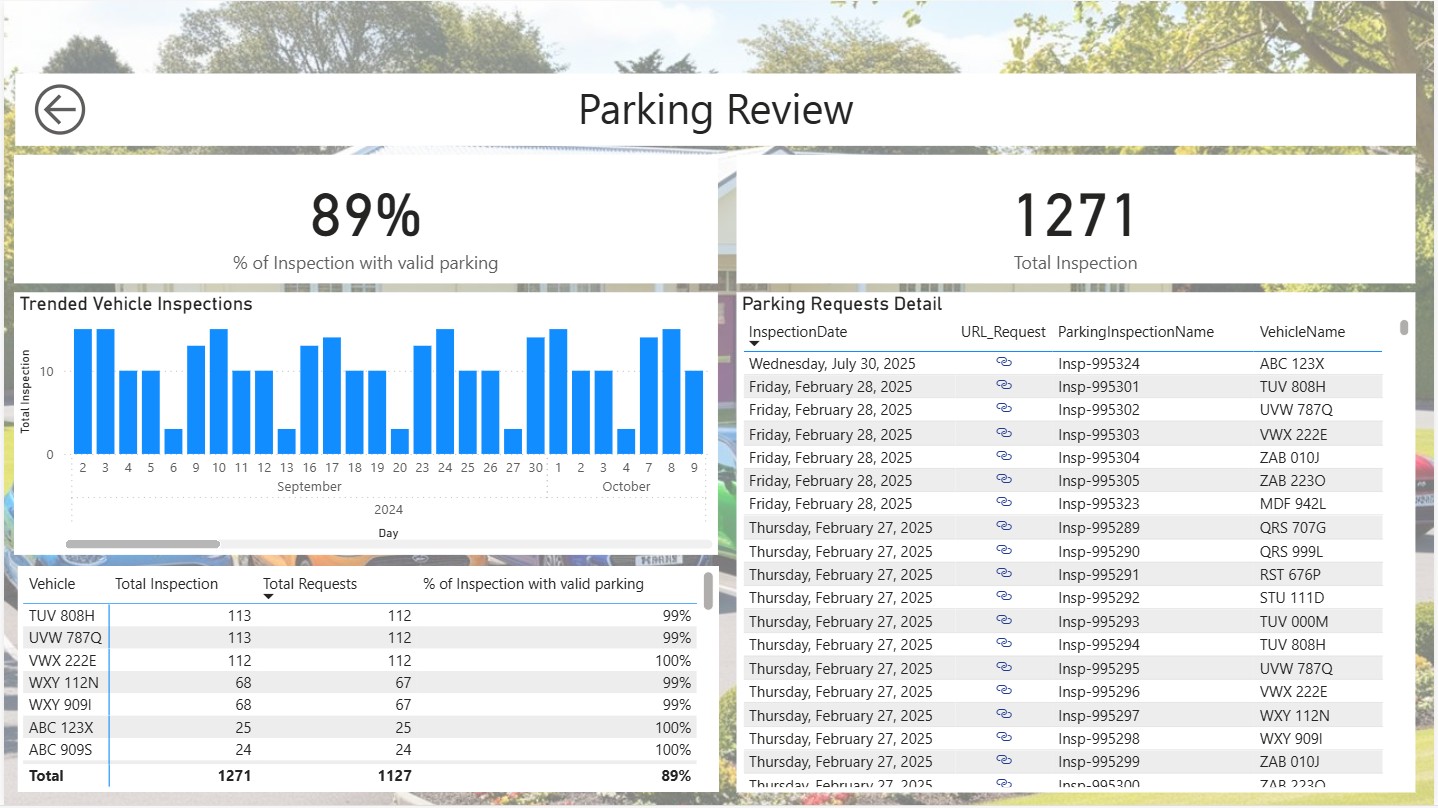 Parking Review
89%
% of Inspection with valid parking
1271
Total Inspection
Trended Vehicle Inspections
Total Inspection
10
0
2 3 4 5 6 9 10 11 12 13 16 17 18 19 20 23 24 25 26 27 30 1 2 3 4 7 8 9
September October
2024
Day
Vehicle Total Inspection Total Requests % of Inspection with valid parking
TUV 808H 113 112 99%
UVW 787Q 113 112 99%
VWX 222E 112 112 100%
WXY 112N 68 67 99%
WXY 909I 68 67 99%
ABC 123X 25 25 100%
ABC 909S 24 24 100%
Total 1271 1127 89%
Parking Requests Detail
InspectionDate URL_Request ParkingInspectionName VehicleName
Wednesday, July 30, 2025 Insp-995324 ABC 123X
Friday, February 28, 2025 Insp-995301 TUV 808H
Friday, February 28, 2025 Insp-995302 UVW 787Q
Friday, February 28, 2025 Insp-995303 VWX 222E
Friday, February 28, 2025 Insp-995304 ZAB 010J
Friday, February 28, 2025 Insp-995305 ZAB 223O
Friday, February 28, 2025 Insp-995323 MDF 942L
Thursday, February 27, 2025 Insp-995289 QRS 707G
Thursday, February 27, 2025 Insp-995290 QRS 999L
Thursday, February 27, 2025 Insp-995291 RST 676P
Thursday, February 27, 2025 Insp-995292 STU 111D
Thursday, February 27, 2025 Insp-995293 TUV 000M
Thursday, February 27, 2025 Insp-995294 TUV 808H
Thursday, February 27, 2025 Insp-995295 UVW 787Q
Thursday, February 27, 2025 Insp-995296 VWX 222E
Thursday, February 27, 2025 Insp-995297 WXY 112N
Thursday, February 27, 2025 Insp-995298 WXY 909I
Thursday, February 27, 2025 Insp-995299 ZAB 010J
Thursday, February 27, 2025 Insp-995300 ZAB 223O